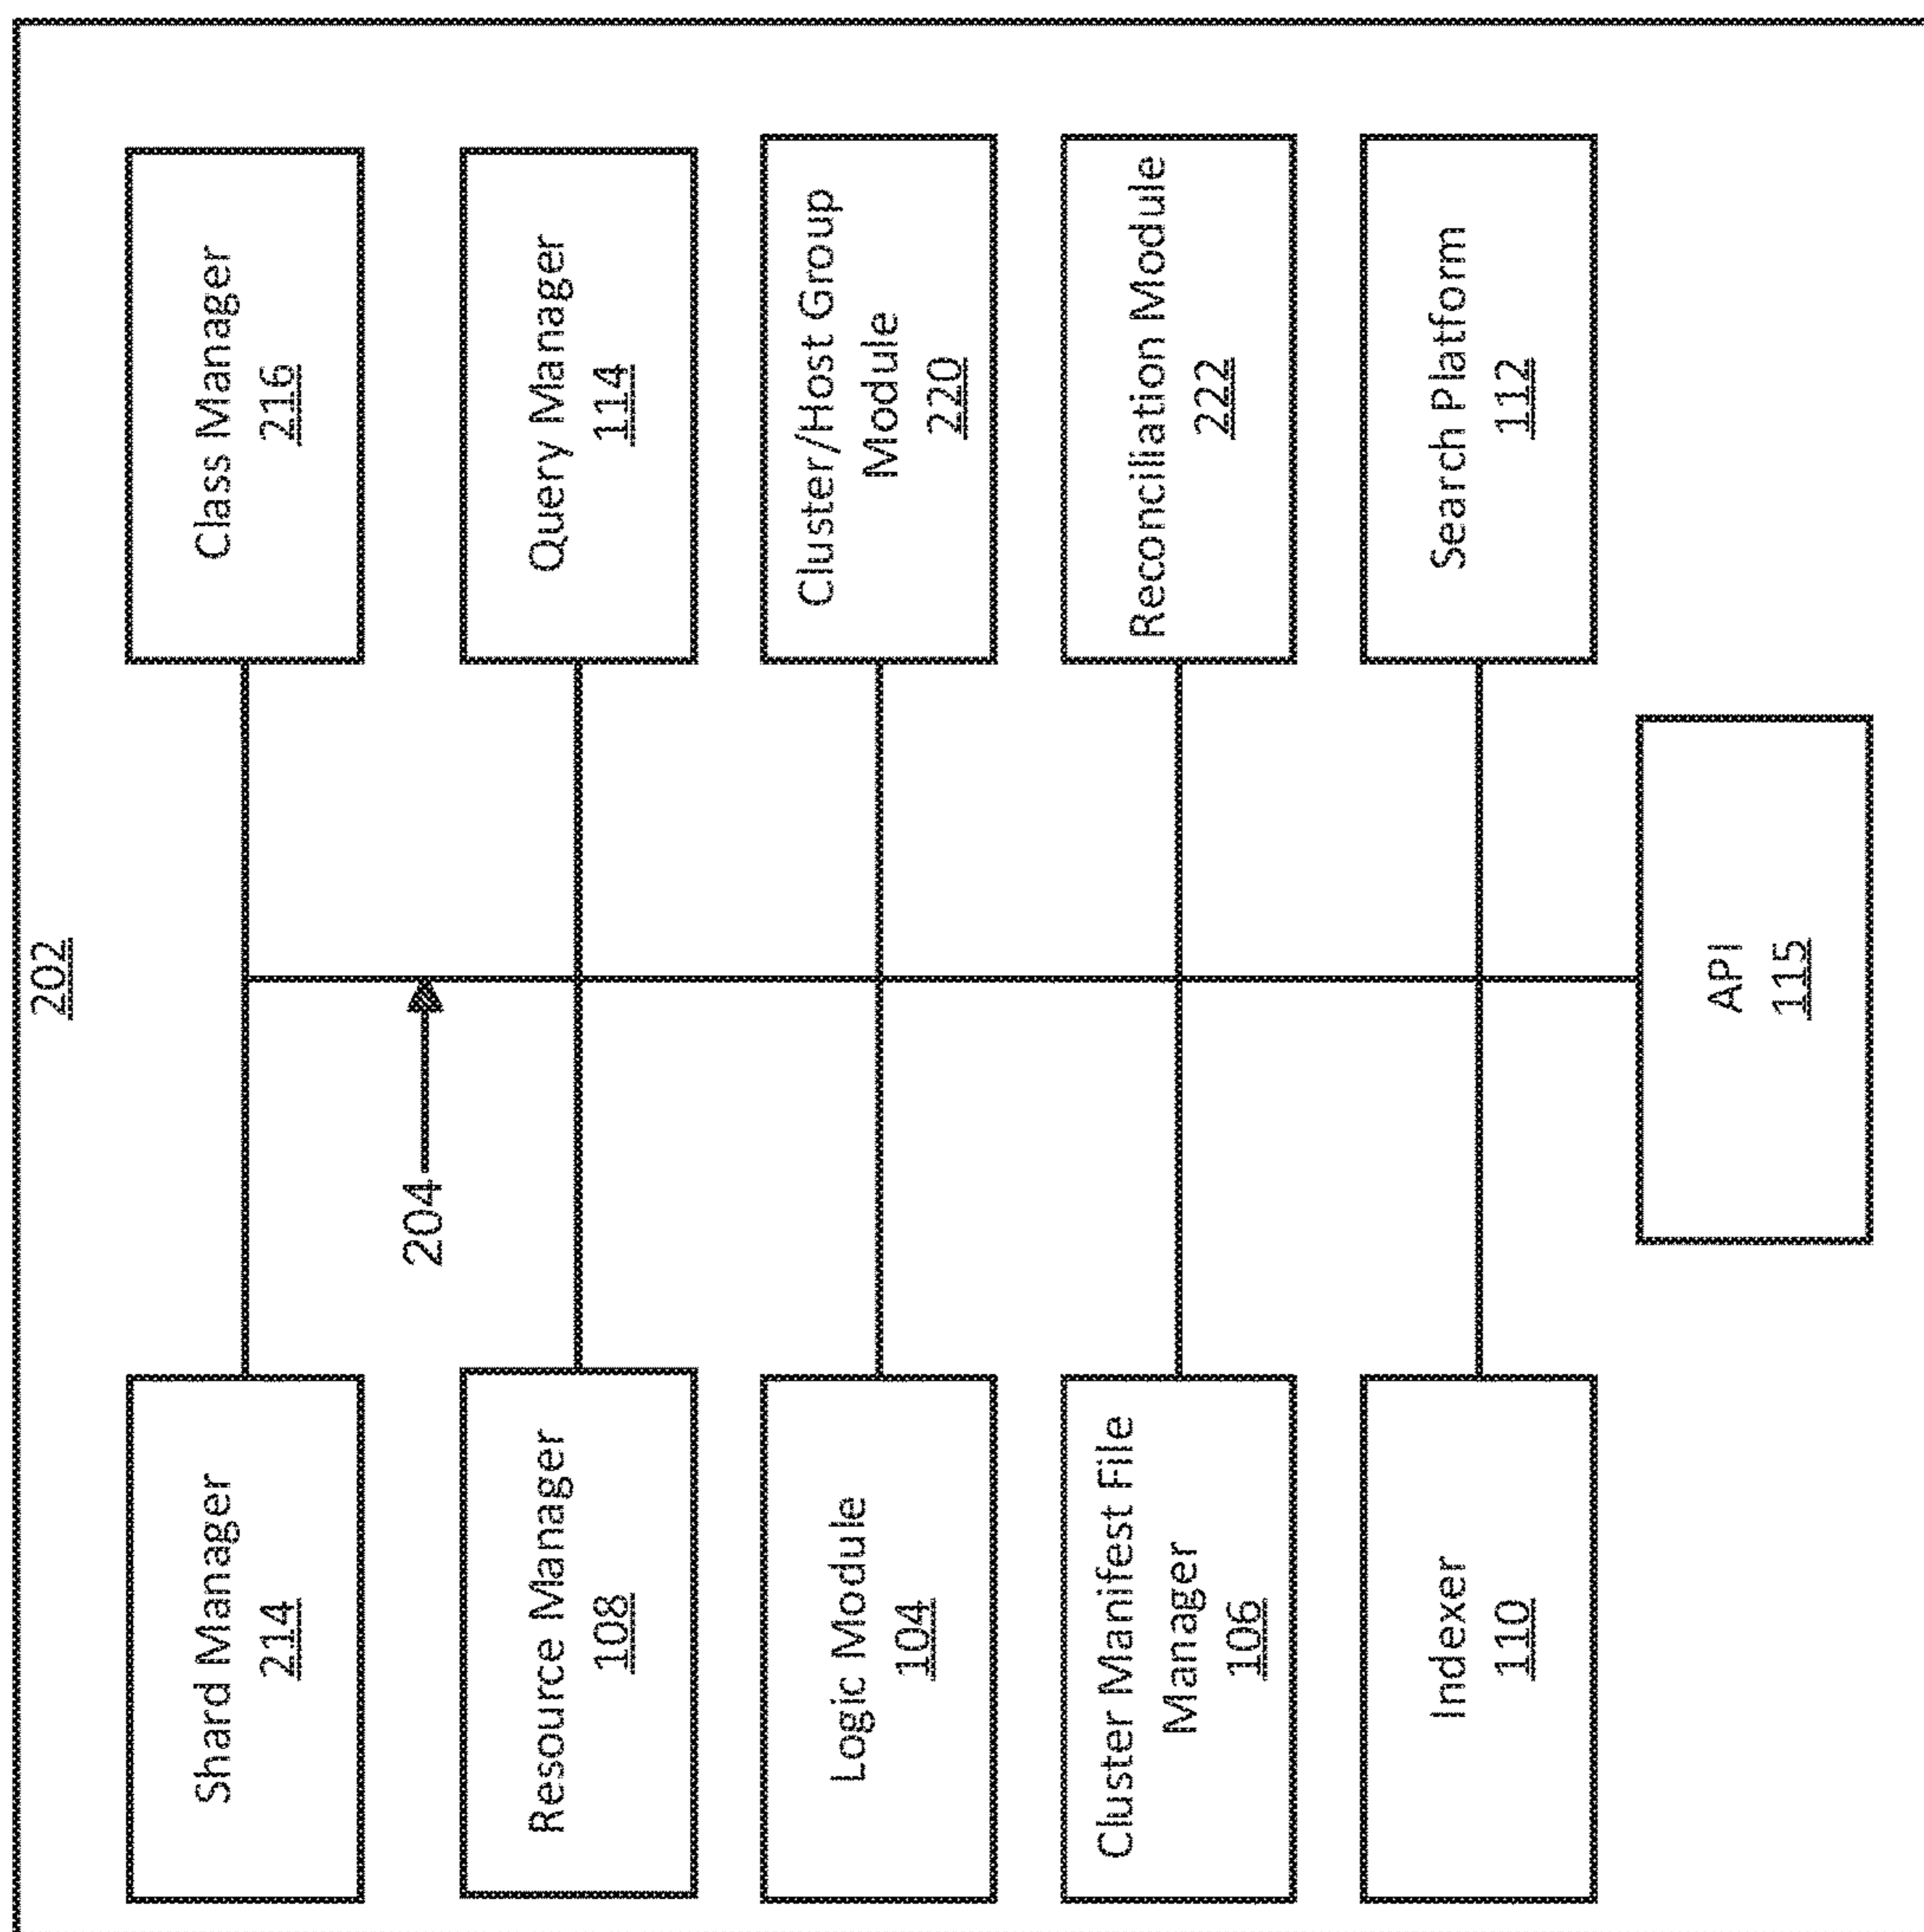 202
Shard Manager
214
Class Manager
216
204
Resource Manager
108
Query Manager
114
Logic Module
104
Cluster/Host Group
Module
220
Cluster Manifest File
Manager
106
Reconciliation Module
222
Indexer
110
Search Platform
112
API
115